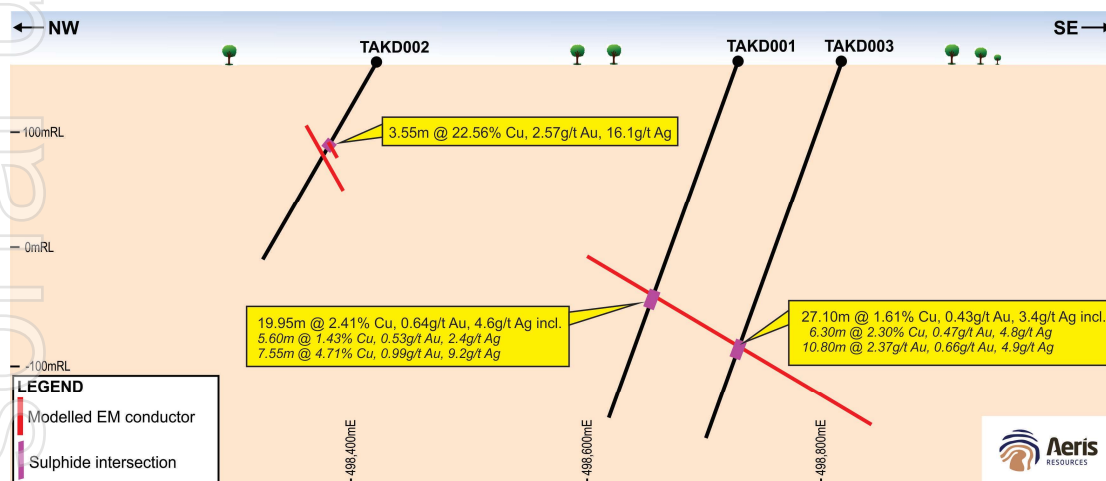 NW
SE
TAKD002
TAKD001
TAKD003
100mRL
3.55m @ 22.56% Cu, 2.57g/t Au, 16.1g/t Ag
0mRL
19.95m @ 2.41% Cu, 0.64g/t Au, 4.6g/t Ag incl.
5.60m @ 1.43% Cu, 0.53g/t Au, 2.4g/t Ag
7.55m @ 4.71% Cu, 0.99g/t Au, 9.2g/t Ag
27.10m @ 1.61% Cu, 0.43g/t Au, 3.4g/t Ag incl.
6.30m @ 2.30% Cu, 0.47g/t Au, 4.8g/t Ag
10.80m @ 2.37g/t Au, 0.66g/t Au, 4.9g/t Ag
-100mRL
LEGEND
Modelled EM conductor
Sulphide intersection
498,400mE
498,600mE
498,800mE
Aeris
RESOURCES